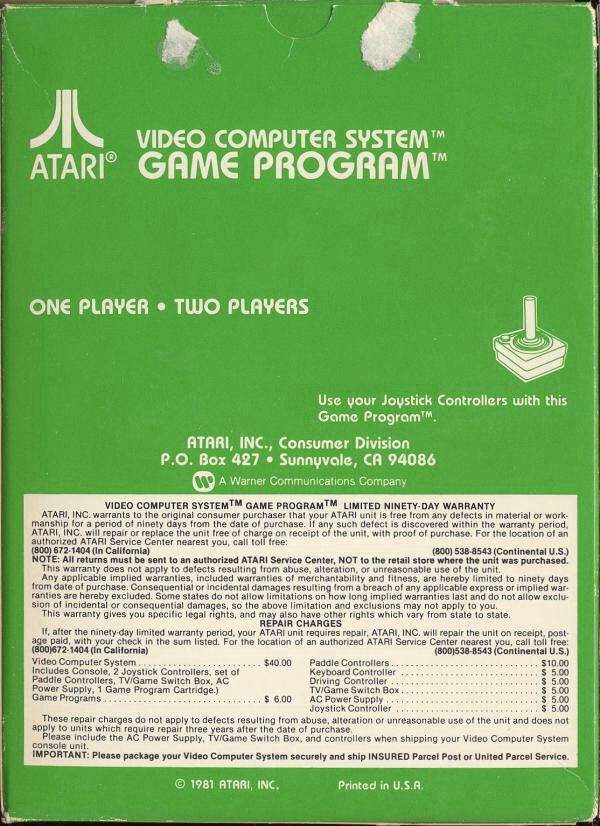 ATARI®
VIDEO COMPUTER SYSTEM™
GAME PROGRAM™
ONE PLAYER • TWO PLAYERS
Use your Joystick Controllers with this
Game Program™.
ATARI, INC., Consumer Division
P.O. Box 427 • Sunnyvale, CA 94086
A Warner Communications Company
VIDEO COMPUTER SYSTEM™ GAME PROGRAM™ LIMITED NINETY-DAY WARRANTY
ATARI, INC. warrants to the original consumer purchaser that your ATARI unit is free from any defects in material or work-
manship for a period of ninety days from the date of purchase. If any such defect is discovered within the warranty period,
ATARI, INC. will repair or replace the unit free of charge on receipt of the unit, with proof of purchase. For the location of an
authorized ATARI Service Center nearest you, call toll free:
(800) 672-1404 (In California) (800) 538-8543 (Continental U.S.)
NOTE: All returns must be sent to an authorized ATARI Service Center, NOT to the retail store where the unit was purchased.
This warranty does not apply to defects resulting from abuse, alteration, or unreasonable use of the unit.
Any applicable implied warranties, included warranties of merchantability and fitness, are hereby limited to ninety days
from date of purchase. Consequential or incidental damages resulting from a breach of any applicable express or implied war-
ranties are hereby excluded. Some states do not allow limitations on how long implied warranties last and do not allow exclu-
sion of incidental or consequential damages, so the above limitation and exclusions may not apply to you.
This warranty gives you specific legal rights, and may also have other rights which vary from state to state.
REPAIR CHARGES
If, after the ninety-day limited warranty period, your ATARI unit requires repair, ATARI, INC. will repair the unit on receipt, post-
age paid, with your check in the sum listed. For the location of an authorized ATARI Service Center nearest you, call toll free:
(800)672-1404 (In California) (800)538-8543 (Continental U.S.)
Video Computer System . . . . . . . . . . . . . . . . . . . . $40.00
Includes Console, 2 Joystick Controllers, set of
Paddle Controllers, TV/Game Switch Box, AC
Power Supply, 1 Game Program Cartridge.)
Game Programs . . . . . . . . . . . . . . . . . . . . . . . . . . $ 6.00
Paddle Controllers . . . . . . . . . . . . . . . . . . . . . . . . $10.00
Keyboard Controller . . . . . . . . . . . . . . . . . . . . . . . $ 5.00
Driving Controller . . . . . . . . . . . . . . . . . . . . . . . . . $ 5.00
TV/Game Switch Box . . . . . . . . . . . . . . . . . . . . . . . $ 5.00
AC Power Supply . . . . . . . . . . . . . . . . . . . . . . . . . $ 5.00
Joystick Controller . . . . . . . . . . . . . . . . . . . . . . . . $ 5.00
These repair charges do not apply to defects resulting from abuse, alteration or unreasonable use of the unit and does not
apply to units which require repair three years after the date of purchase.
Please include the AC Power Supply, TV/Game Switch Box, and controllers when shipping your Video Computer System
console unit.
IMPORTANT: Please package your Video Computer System securely and ship INSURED Parcel Post or United Parcel Service.
© 1981 ATARI, INC. Printed in U.S.A.